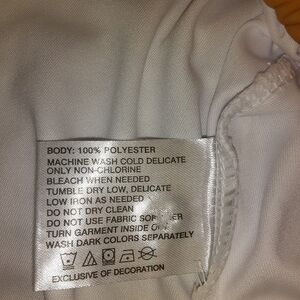 BODY: 100% POLYESTER
MACHINE WASH COLD DELICATE
ONLY NON-CHLORINE
BLEACH WHEN NEEDED
TUMBLE DRY LOW, DELICATE
LOW IRON AS NEEDED
DO NOT DRY CLEAN
DO NOT USE FABRIC
TURN GARMENT INSIDE
WASH DARK COLORS SEPARATELY
EXCLUSIVE OF DECORATION